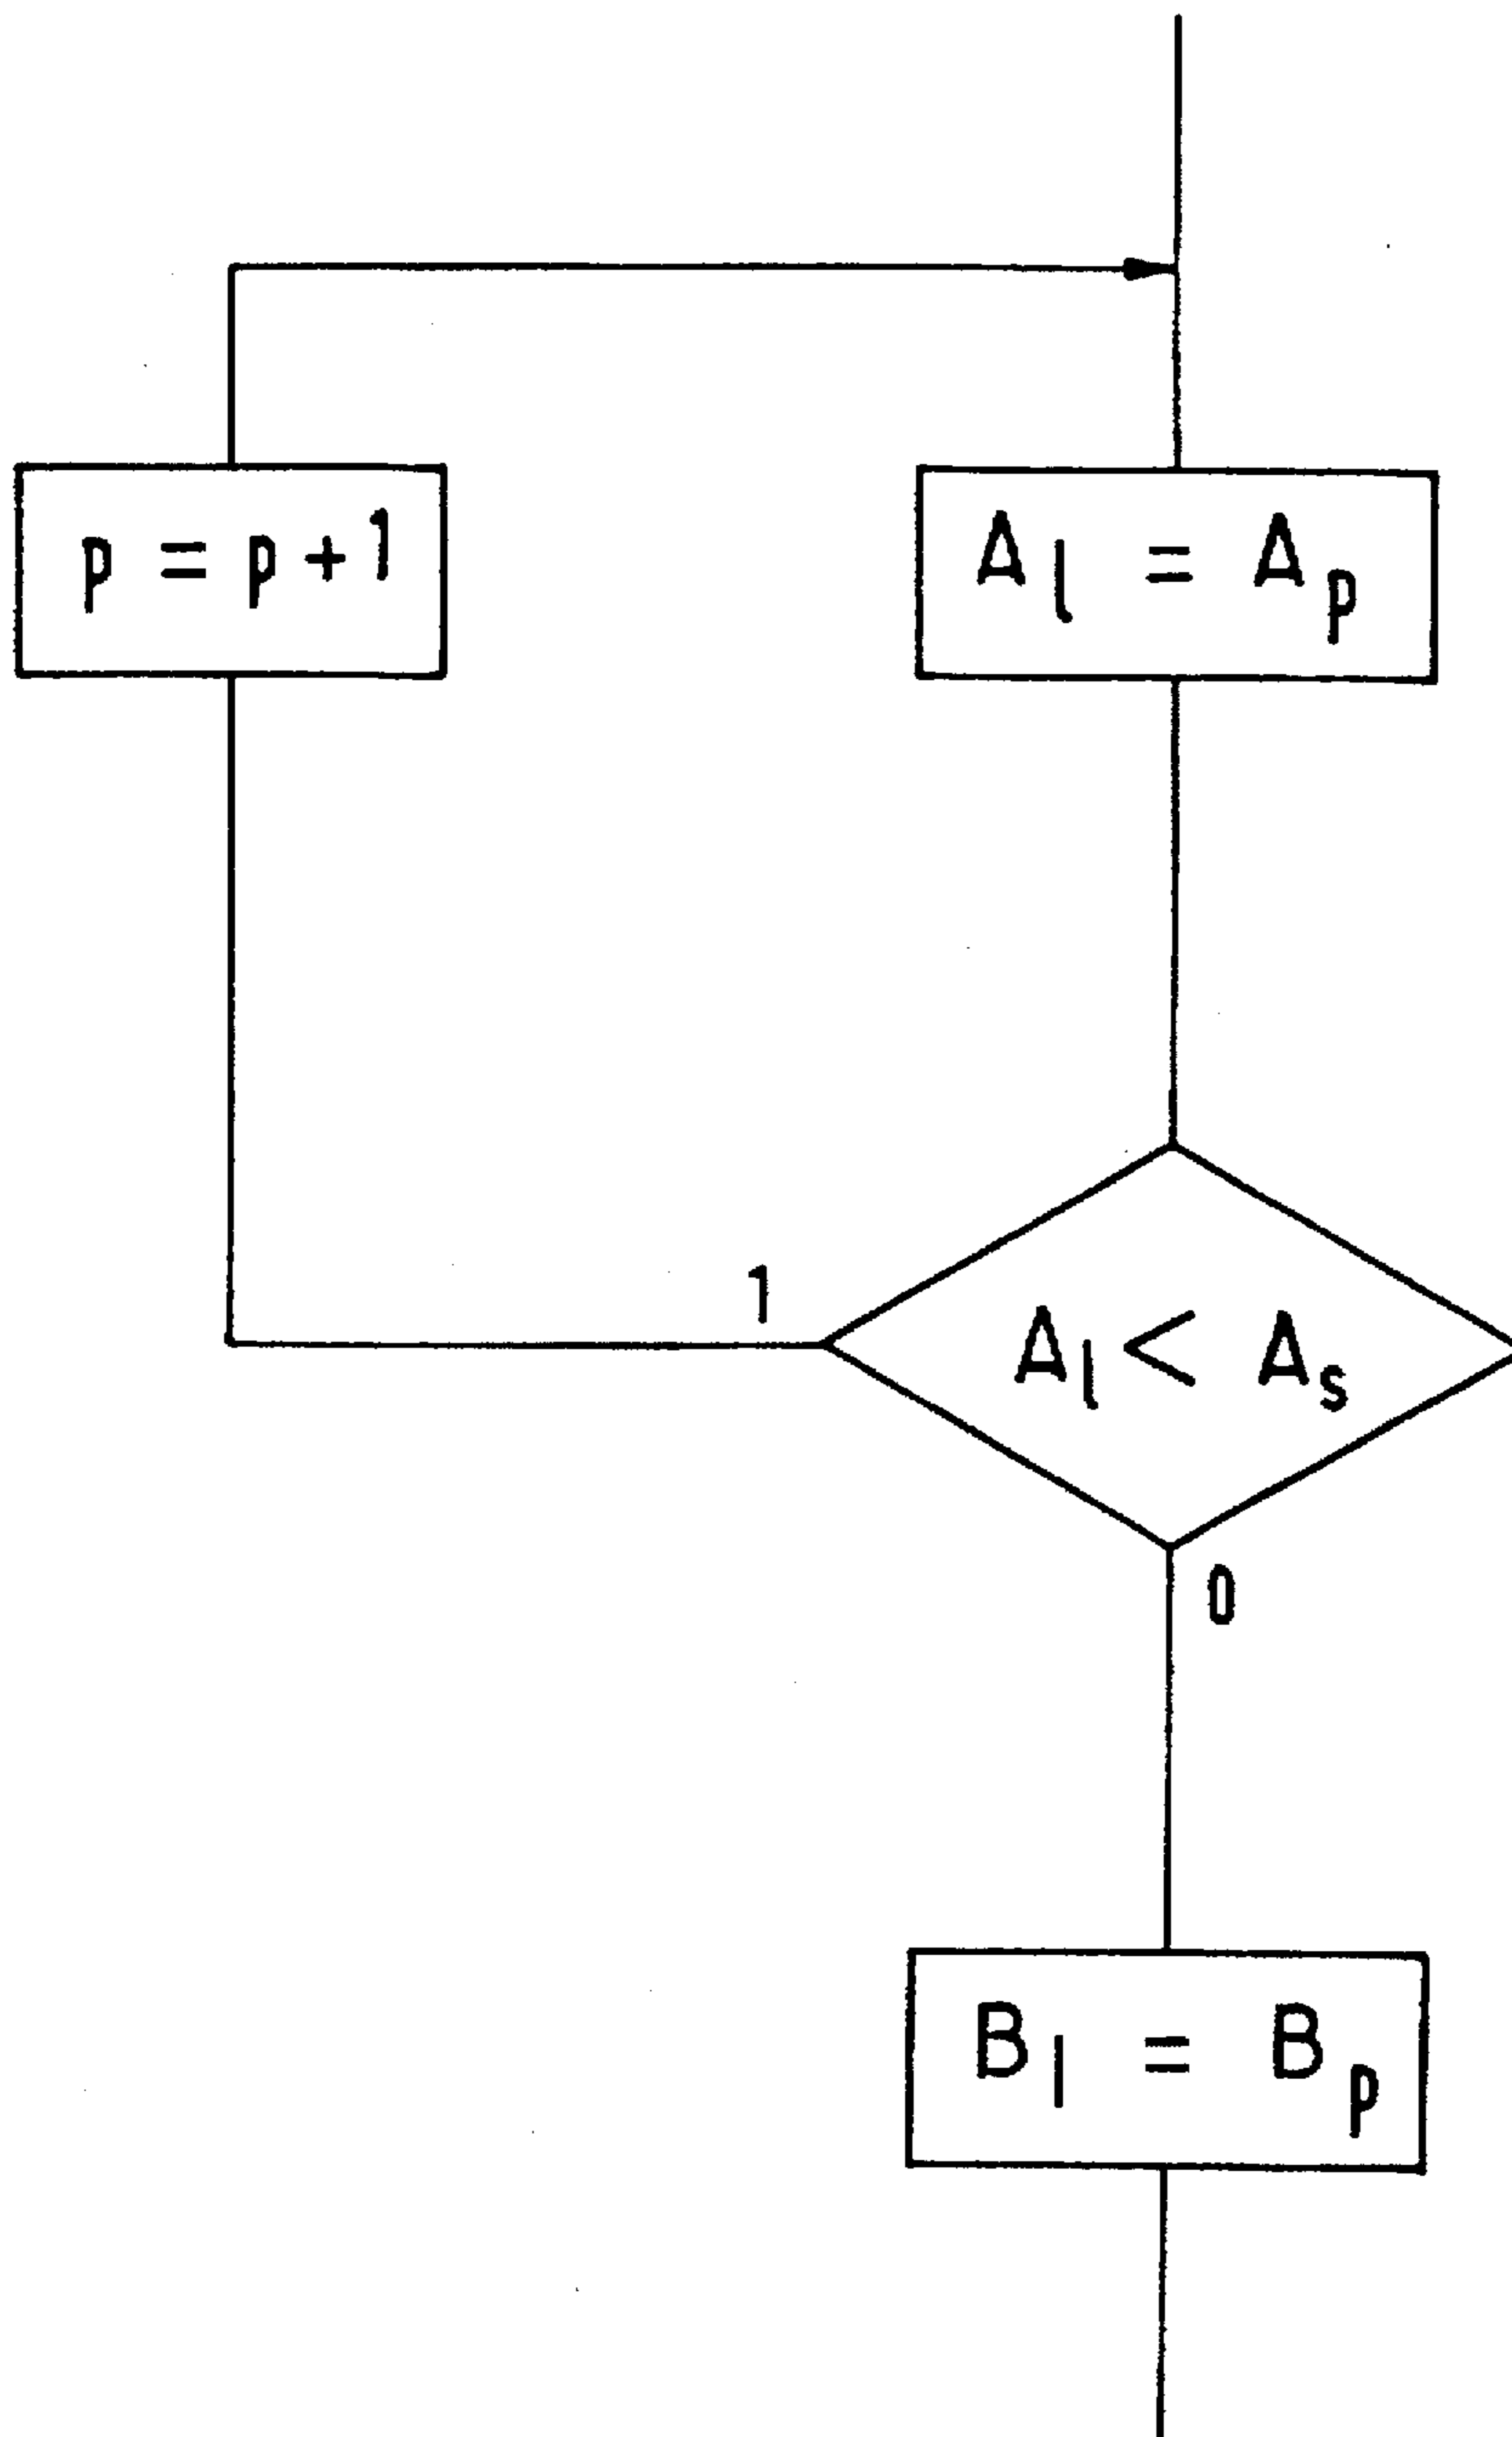 p = p + 1
A_l = A_p
1
A_l < A_s
0
B_l = B_p